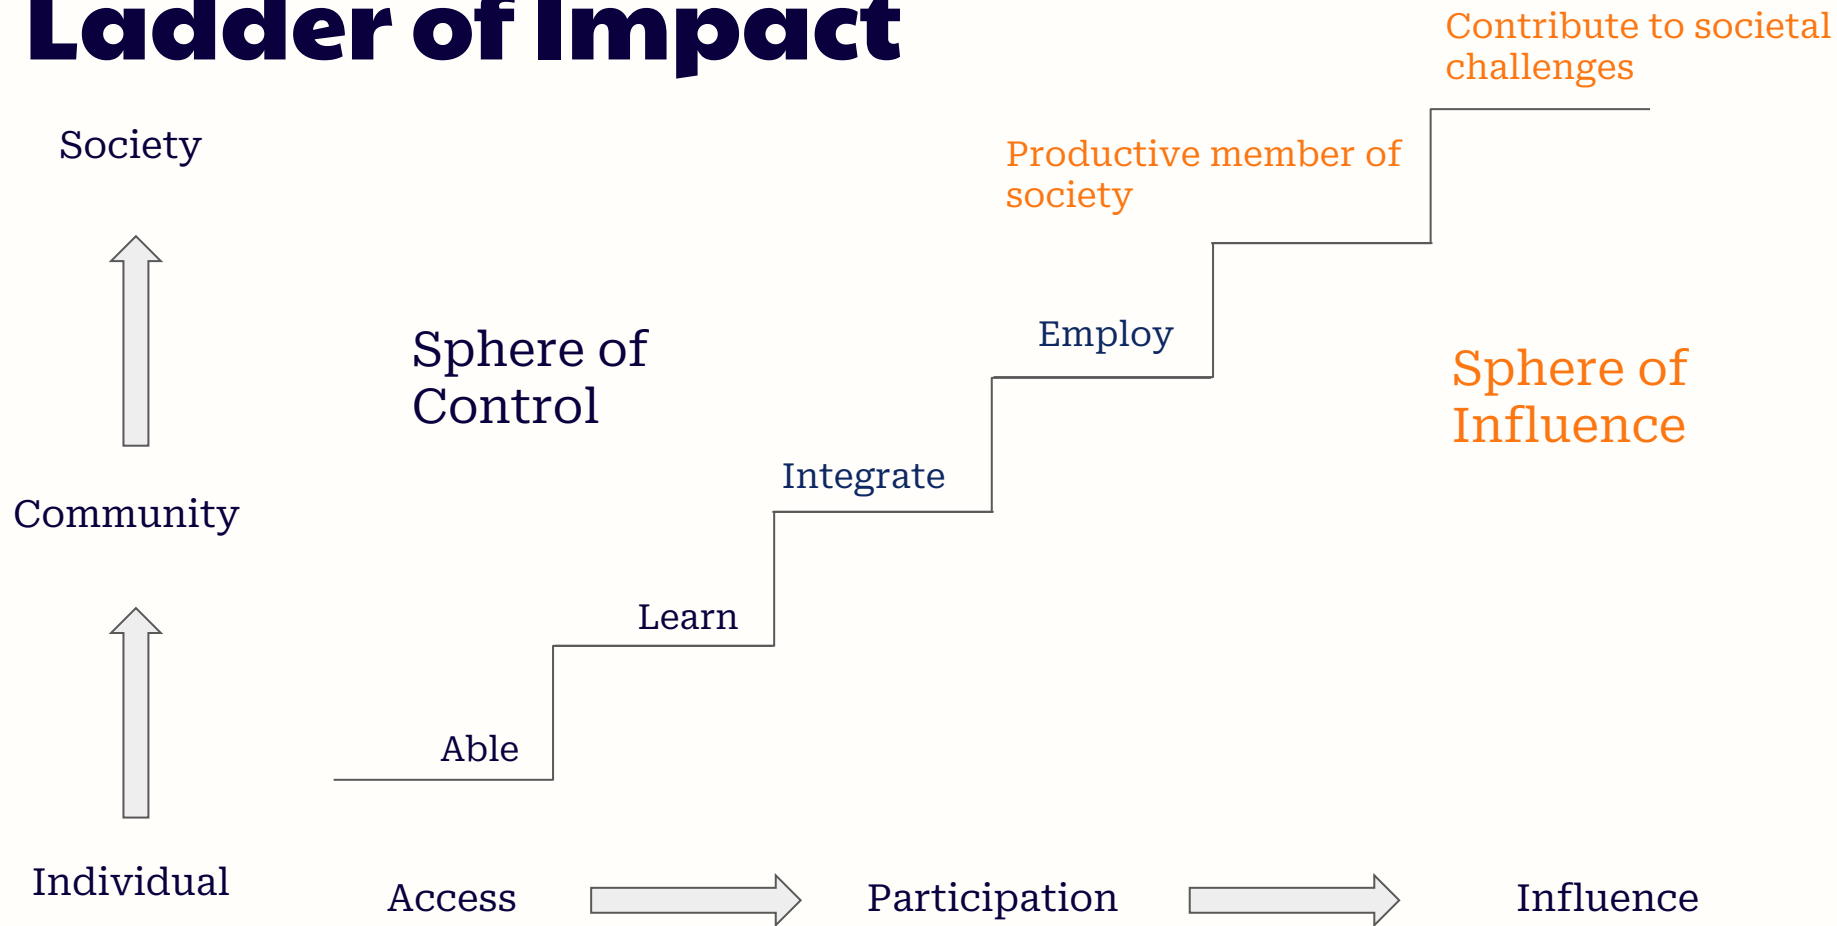 Ladder of Impact
Contribute to societal
challenges
Society
Productive member of
society
Employ
Sphere of
Control
Sphere of
Influence
Integrate
Community
Learn
Able
Individual
Access
Participation
Influence